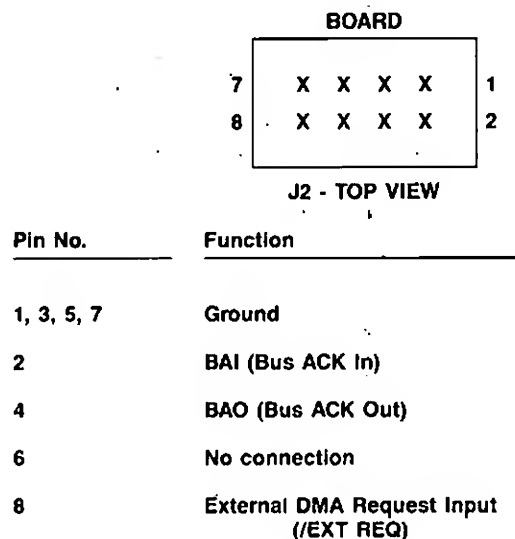 BOARD
7 X X X X 1
8 X X X X 2
J2 - TOP VIEW
Pin No. Function
1, 3, 5, 7 Ground
2 BAI (Bus ACK In)
4 BAO (Bus ACK Out)
6 No connection
8 External DMA Request Input
(/EXT REQ)